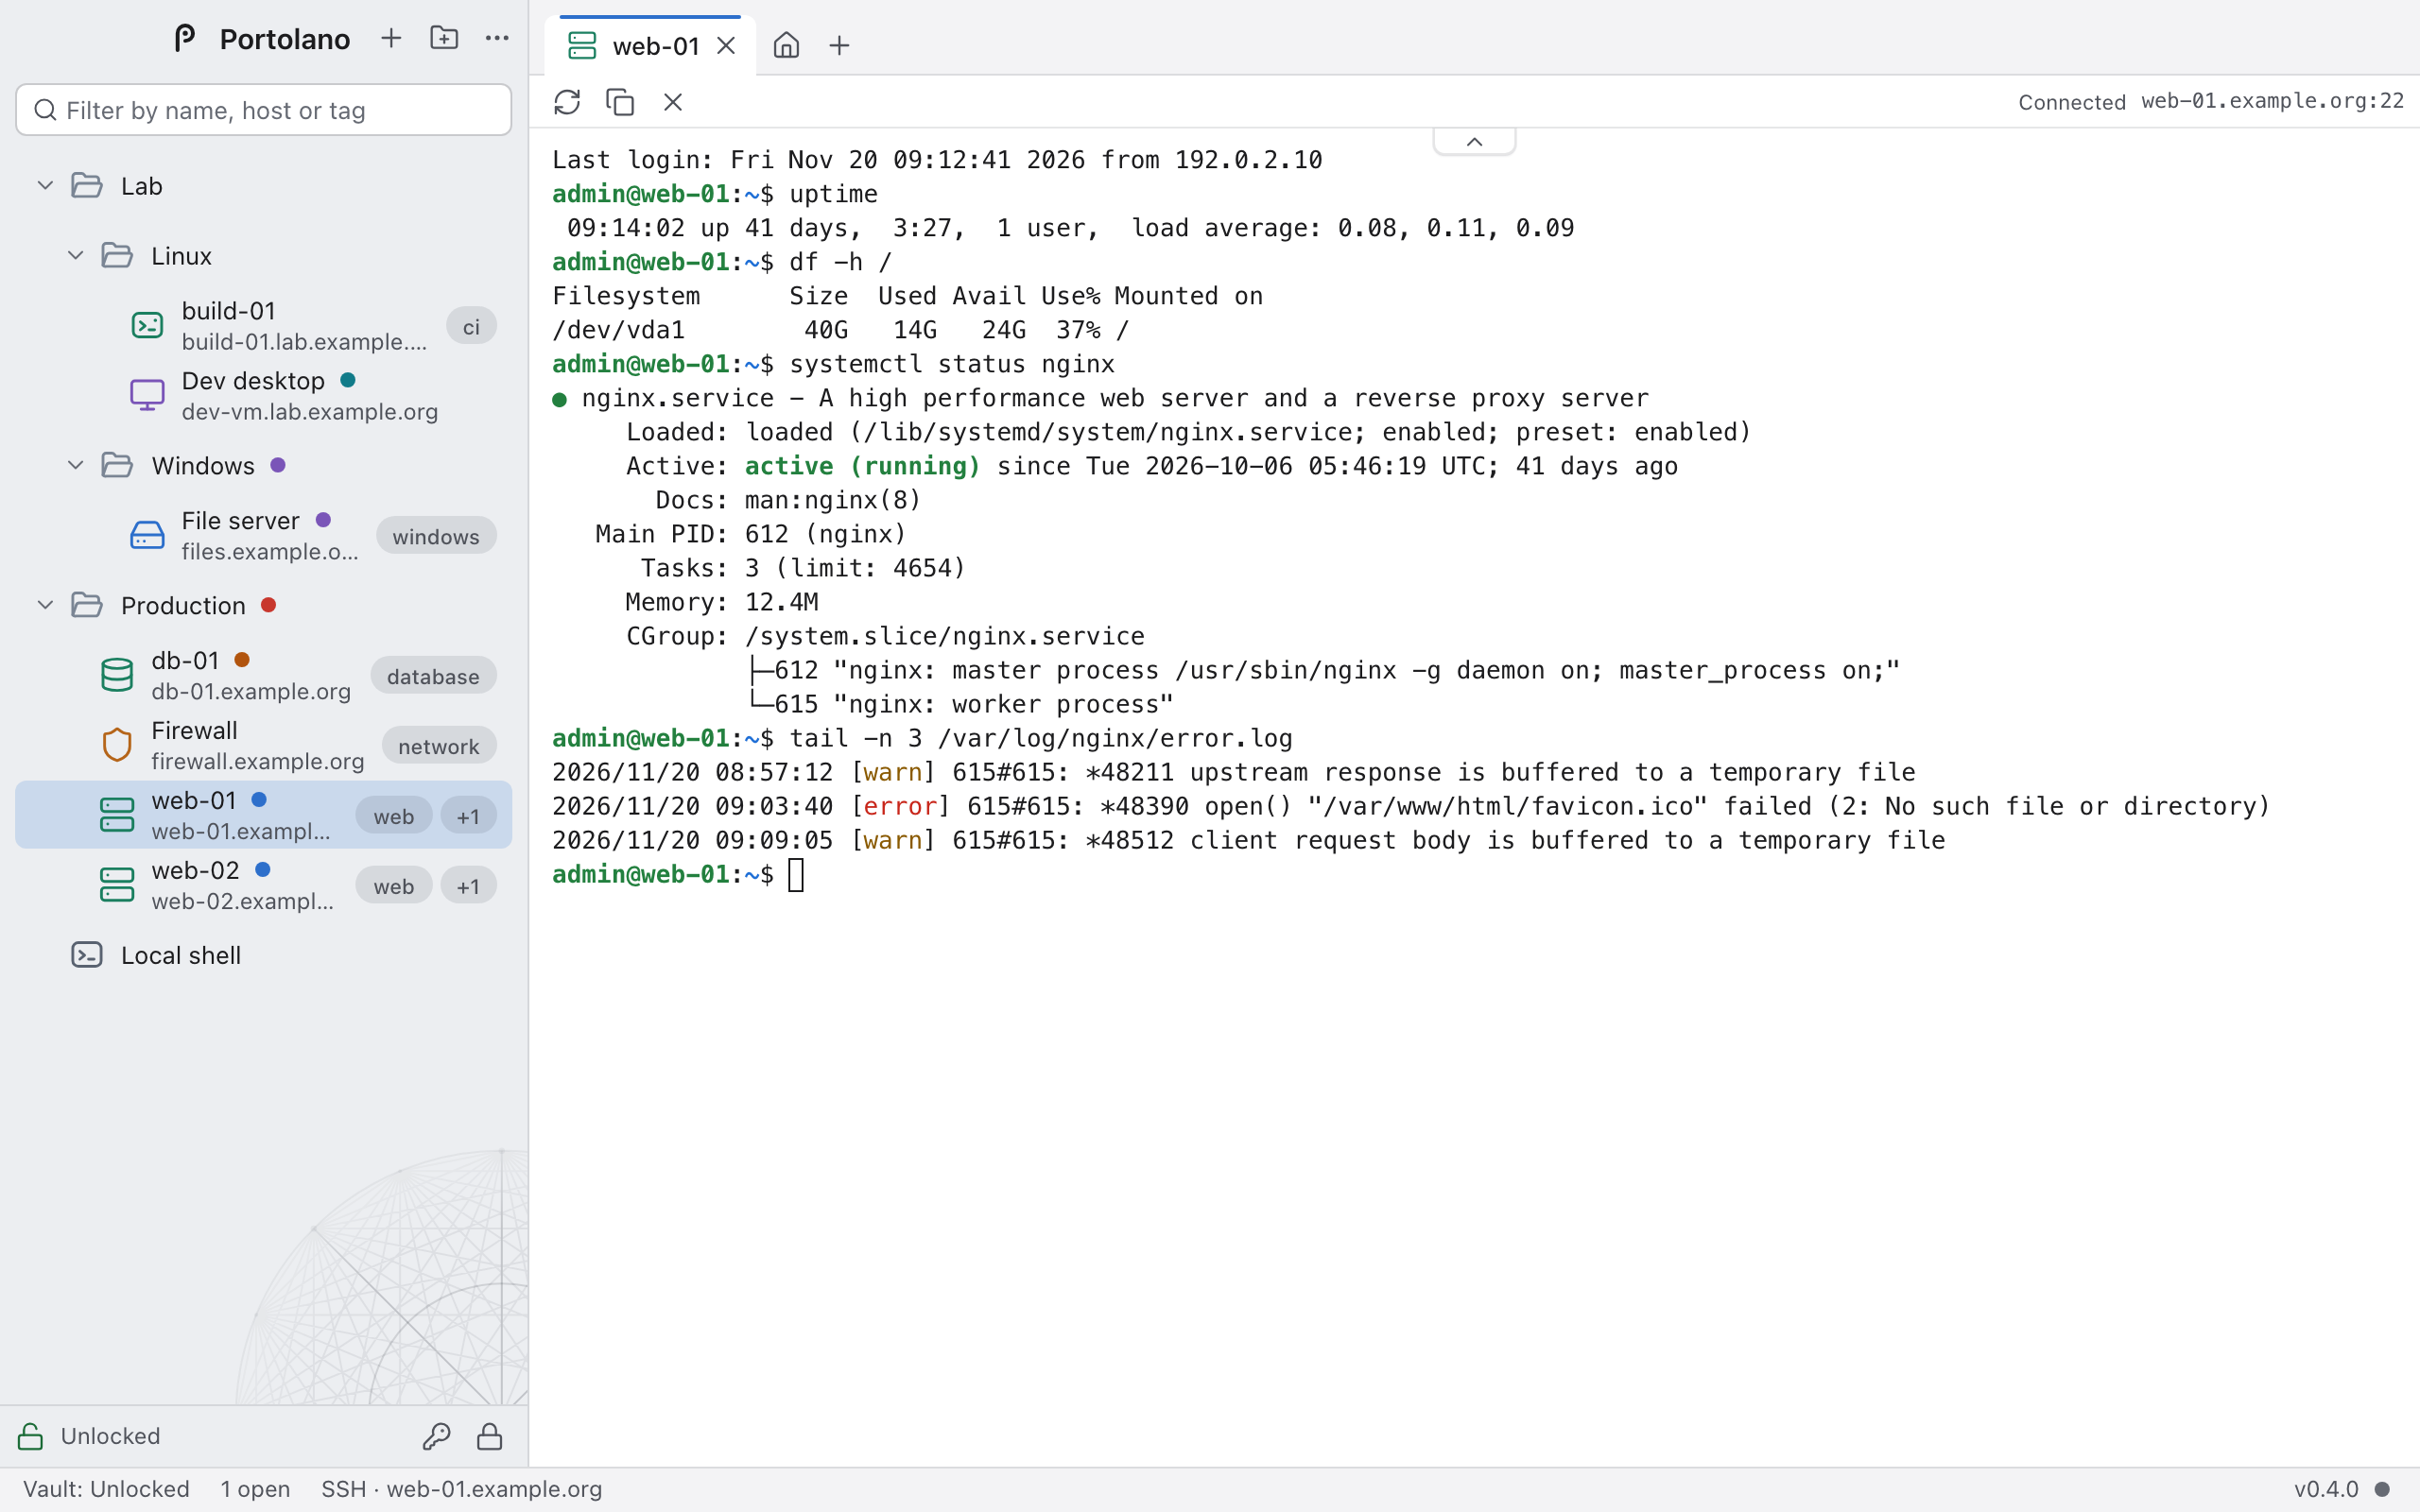 Portolano
Filter by name, host or tag
Lab
Linux
build-01
build-01.lab.example....
ci
Dev desktop
dev-vm.lab.example.org
Windows
File server
files.example.o...
windows
Production
db-01
db-01.example.org
database
Firewall
firewall.example.org
network
web-01
web-01.exampl...
web +1
web-02
web-02.exampl...
web +1
Local shell
Unlocked
web-01
Connected web-01.example.org:22
Last login: Fri Nov 20 09:12:41 2026 from 192.0.2.10
admin@web-01:~$ uptime
 09:14:02 up 41 days,  3:27,  1 user,  load average: 0.08, 0.11, 0.09
admin@web-01:~$ df -h /
Filesystem      Size  Used Avail Use% Mounted on
/dev/vda1        40G   14G   24G  37% /
admin@web-01:~$ systemctl status nginx
● nginx.service - A high performance web server and a reverse proxy server
     Loaded: loaded (/lib/systemd/system/nginx.service; enabled; preset: enabled)
     Active: active (running) since Tue 2026-10-06 05:46:19 UTC; 41 days ago
       Docs: man:nginx(8)
   Main PID: 612 (nginx)
      Tasks: 3 (limit: 4654)
     Memory: 12.4M
     CGroup: /system.slice/nginx.service
             ├─612 "nginx: master process /usr/sbin/nginx -g daemon on; master_process on;"
             └─615 "nginx: worker process"
admin@web-01:~$ tail -n 3 /var/log/nginx/error.log
2026/11/20 08:57:12 [warn] 615#615: *48211 upstream response is buffered to a temporary file
2026/11/20 09:03:40 [error] 615#615: *48390 open() "/var/www/html/favicon.ico" failed (2: No such file or directory)
2026/11/20 09:09:05 [warn] 615#615: *48512 client request body is buffered to a temporary file
admin@web-01:~$
Vault: Unlocked 1 open SSH · web-01.example.org v0.4.0